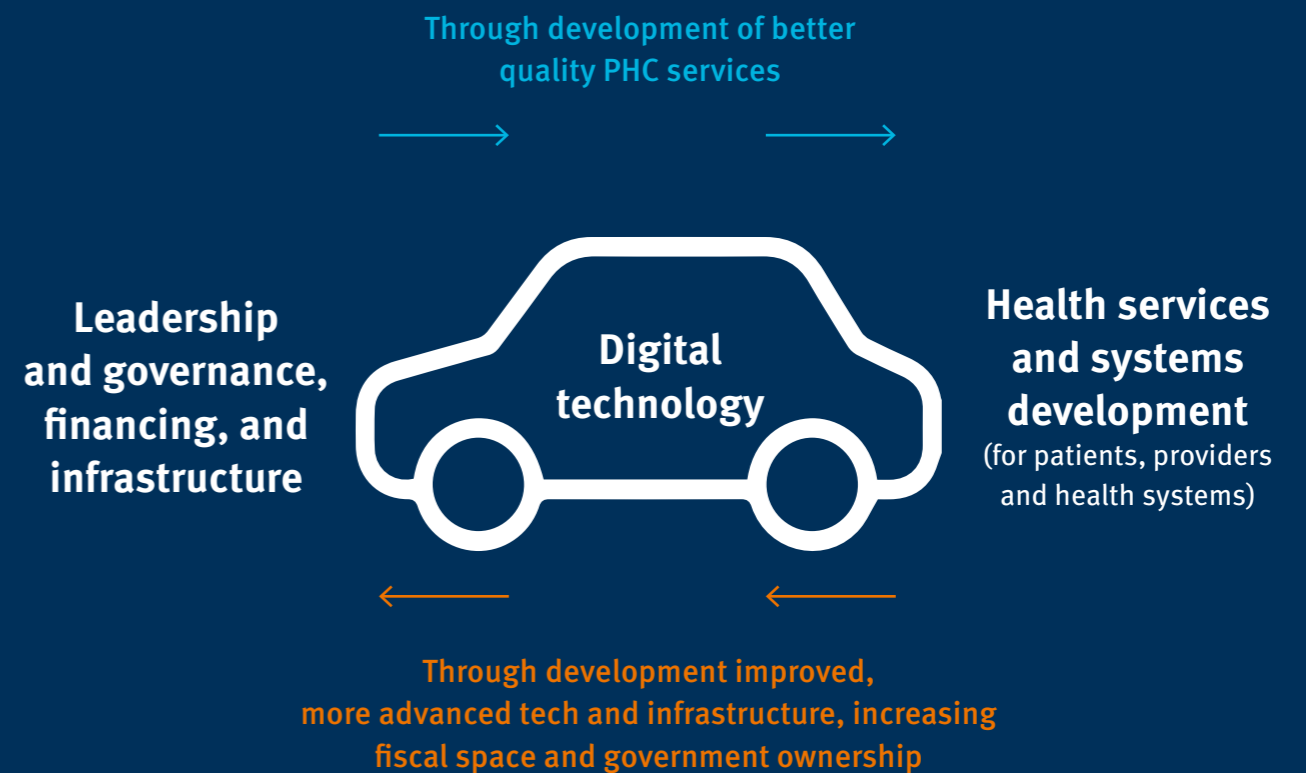 Through development of better
quality PHC services
Leadership
and governance,
financing, and
infrastructure
Digital
technology
Health services
and systems
development
(for patients, providers
and health systems)
Through development improved,
more advanced tech and infrastructure, increasing
fiscal space and government ownership